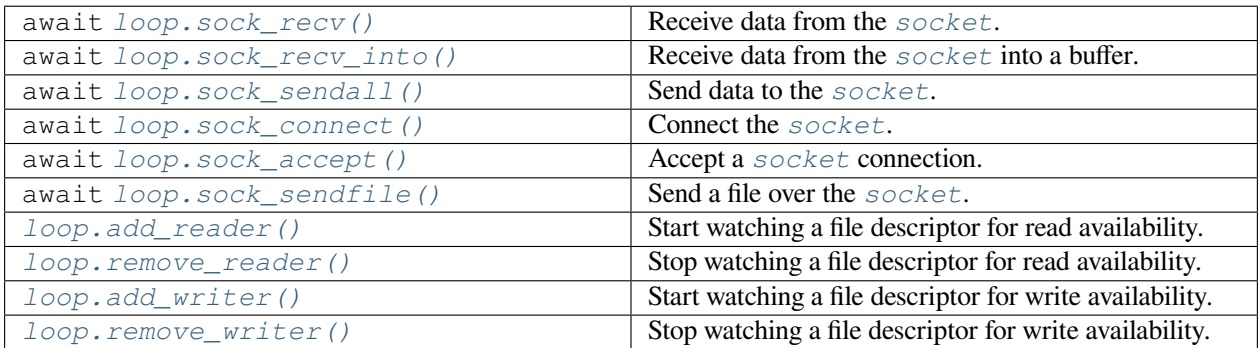 await loop.sock_recv() Receive data from the socket.
await loop.sock_recv_into() Receive data from the socket into a buffer.
await loop.sock_sendall() Send data to the socket.
await loop.sock_connect() Connect the socket.
await loop.sock_accept() Accept a socket connection.
await loop.sock_sendfile() Send a file over the socket.
loop.add_reader() Start watching a file descriptor for read availability.
loop.remove_reader() Stop watching a file descriptor for read availability.
loop.add_writer() Start watching a file descriptor for write availability.
loop.remove_writer() Stop watching a file descriptor for write availability.